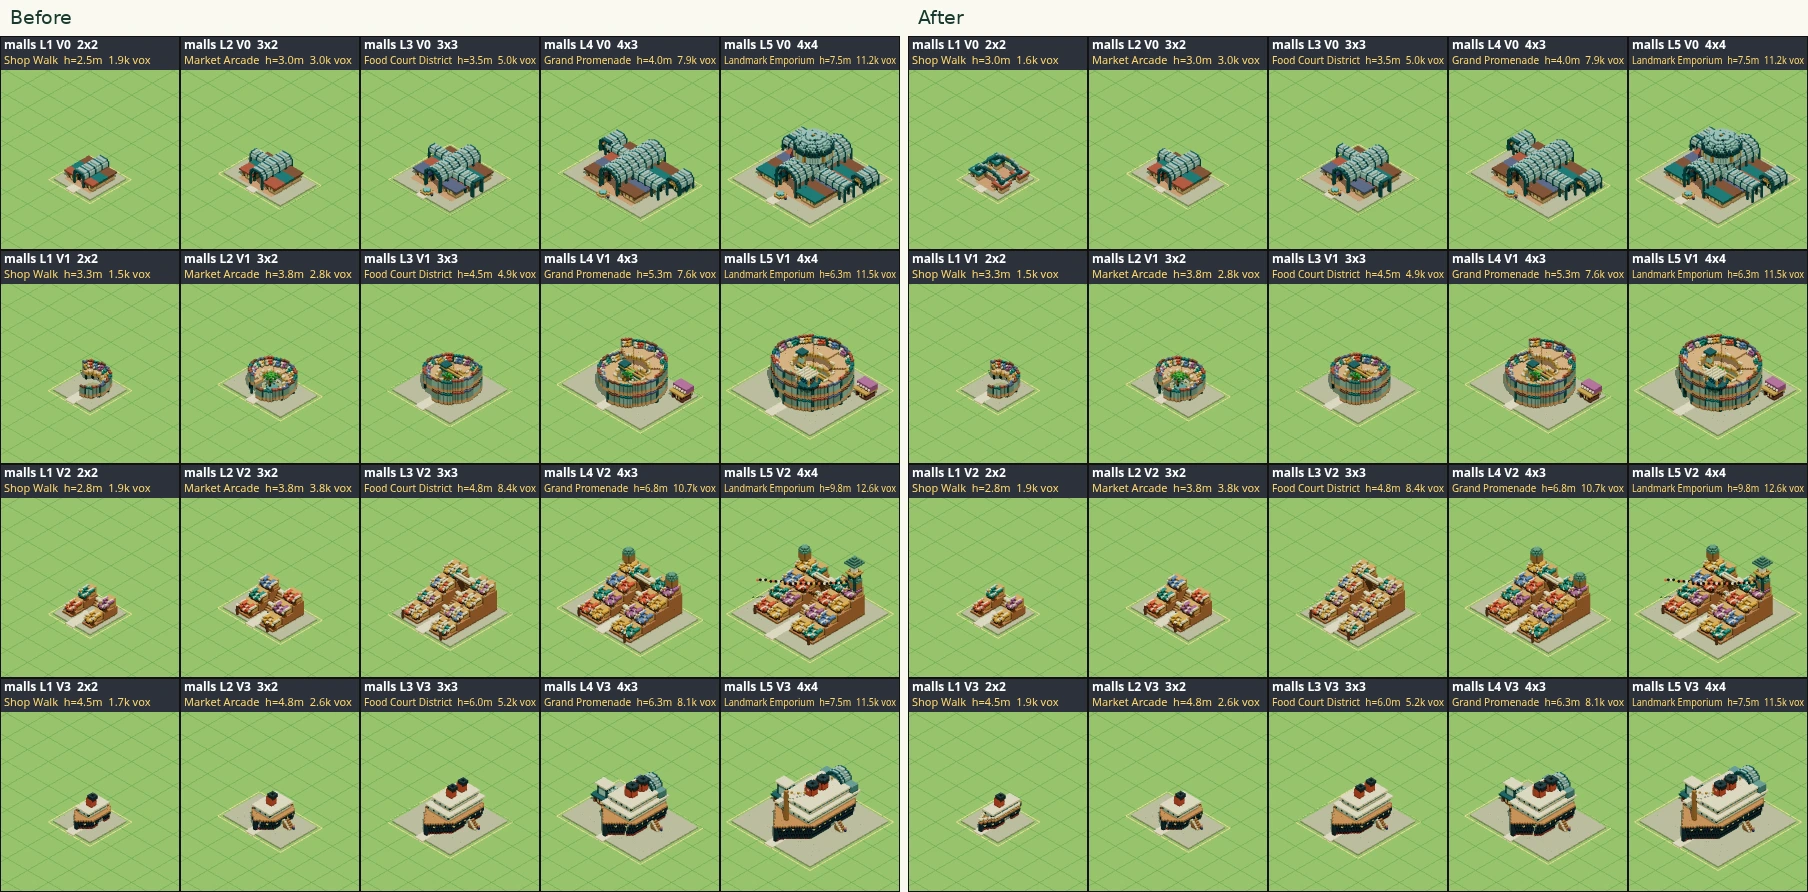 Before
After
malls L1 V0 2x2
Shop Walk h=2.5m 1.9k vox
malls L2 V0 3x2
Market Arcade h=3.0m 3.0k vox
malls L3 V0 3x3
Food Court District h=3.5m 5.0k vox
malls L4 V0 4x3
Grand Promenade h=4.0m 7.9k vox
malls L5 V0 4x4
Landmark Emporium h=7.5m 11.2k vox
malls L1 V0 2x2
Shop Walk h=3.0m 1.6k vox
malls L2 V0 3x2
Market Arcade h=3.0m 3.0k vox
malls L3 V0 3x3
Food Court District h=3.5m 5.0k vox
malls L4 V0 4x3
Grand Promenade h=4.0m 7.9k vox
malls L5 V0 4x4
Landmark Emporium h=7.5m 11.2k vox
malls L1 V1 2x2
Shop Walk h=3.3m 1.5k vox
malls L2 V1 3x2
Market Arcade h=3.8m 2.8k vox
malls L3 V1 3x3
Food Court District h=4.5m 4.9k vox
malls L4 V1 4x3
Grand Promenade h=5.3m 7.6k vox
malls L5 V1 4x4
Landmark Emporium h=6.3m 11.5k vox
malls L1 V1 2x2
Shop Walk h=3.3m 1.5k vox
malls L2 V1 3x2
Market Arcade h=3.8m 2.8k vox
malls L3 V1 3x3
Food Court District h=4.5m 4.9k vox
malls L4 V1 4x3
Grand Promenade h=5.3m 7.6k vox
malls L5 V1 4x4
Landmark Emporium h=6.3m 11.5k vox
malls L1 V2 2x2
Shop Walk h=2.8m 1.9k vox
malls L2 V2 3x2
Market Arcade h=3.8m 3.8k vox
malls L3 V2 3x3
Food Court District h=4.8m 8.4k vox
malls L4 V2 4x3
Grand Promenade h=6.8m 10.7k vox
malls L5 V2 4x4
Landmark Emporium h=9.8m 12.6k vox
malls L1 V2 2x2
Shop Walk h=2.8m 1.9k vox
malls L2 V2 3x2
Market Arcade h=3.8m 3.8k vox
malls L3 V2 3x3
Food Court District h=4.8m 8.4k vox
malls L4 V2 4x3
Grand Promenade h=6.8m 10.7k vox
malls L5 V2 4x4
Landmark Emporium h=9.8m 12.6k vox
malls L1 V3 2x2
Shop Walk h=4.5m 1.7k vox
malls L2 V3 3x2
Market Arcade h=4.8m 2.6k vox
malls L3 V3 3x3
Food Court District h=6.0m 5.2k vox
malls L4 V3 4x3
Grand Promenade h=6.3m 8.1k vox
malls L5 V3 4x4
Landmark Emporium h=7.5m 11.5k vox
malls L1 V3 2x2
Shop Walk h=4.5m 1.9k vox
malls L2 V3 3x2
Market Arcade h=4.8m 2.6k vox
malls L3 V3 3x3
Food Court District h=6.0m 5.2k vox
malls L4 V3 4x3
Grand Promenade h=6.3m 8.1k vox
malls L5 V3 4x4
Landmark Emporium h=7.5m 11.5k vox